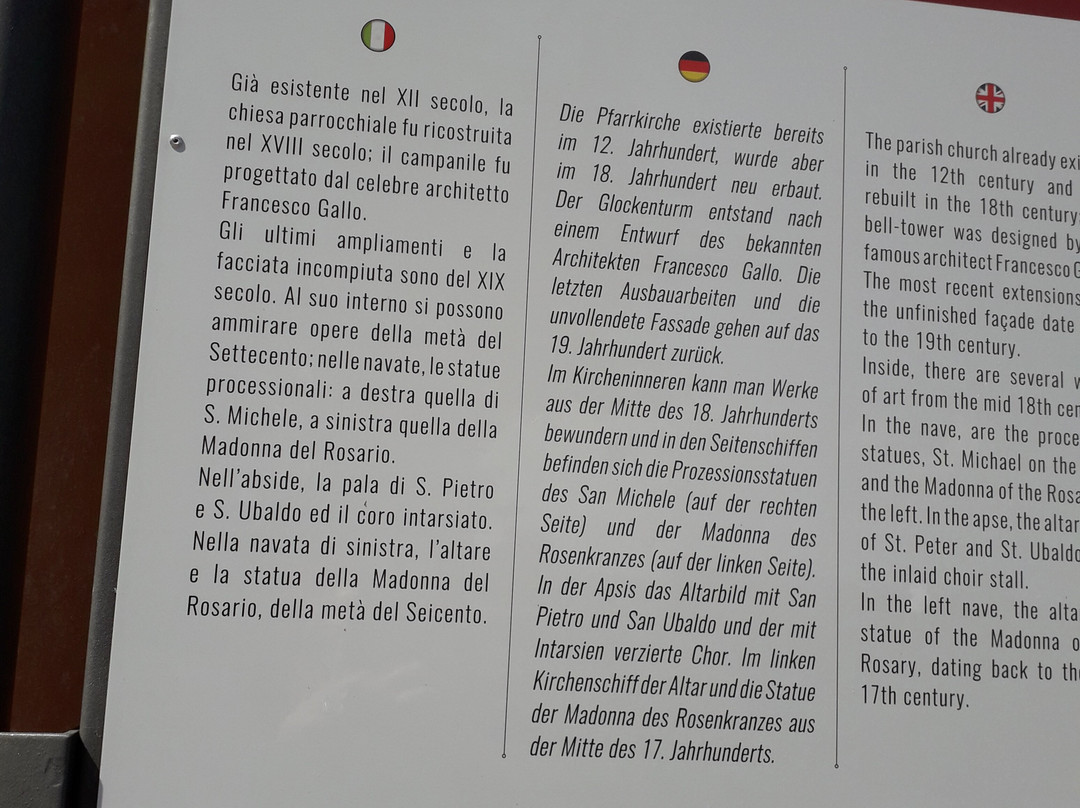 Già esistente nel XII secolo, la
chiesa parrocchiale fu ricostruita
nel XVIII secolo; il campanile fu
progettato dal celebre architetto
Francesco Gallo.
Gli ultimi ampliamenti e la
facciata incompiuta sono del XIX
secolo. Al suo interno si possono
ammirare opere della metà del
Settecento; nelle navate, le statue
processionali: a destra quella di
S. Michele, a sinistra quella della
Madonna del Rosario.
Nell'abside, la pala di S. Pietro
e S. Ubaldo ed il coro intarsiato.
Nella navata di sinistra, l'altare
e la statua della Madonna del
Rosario, della metà del Seicento.
Die Pfarrkirche existierte bereits
im 12. Jahrhundert, wurde aber
im 18. Jahrhundert neu erbaut.
Der Glockenturm entstand nach
einem Entwurf des bekannten
Architekten Francesco Gallo. Die
letzten Ausbauarbeiten und die
unvollendete Fassade gehen auf das
19. Jahrhundert zurück.
Im Kircheninneren kann man Werke
aus der Mitte des 18. Jahrhunderts
bewundern und in den Seitenschiffen
befinden sich die Prozessionsstatuen
des San Michele (auf der rechten
Seite) und der Madonna des
Rosenkranzes (auf der linken Seite).
In der Apsis das Altarbild mit San
Pietro und San Ubaldo und der mit
Intarsien verzierte Chor. Im linken
Kirchenschiff der Altar und die Statue
der Madonna des Rosenkranzes aus
der Mitte des 17. Jahrhunderts.
The parish church already
in the 12th century and
rebuilt in the 18th century;
bell-tower was designed by
famous architect Francesco
The most recent extensions
the unfinished façade date
to the 19th century.
Inside, there are several
of art from the mid 18th
In the nave, are the
statues, St. Michael on the
and the Madonna of the
the left. In the apse, the
of St. Peter and St. Ubaldo
the inlaid choir stall.
In the left nave, the
statue of the Madonna
Rosary, dating back to
17th century.